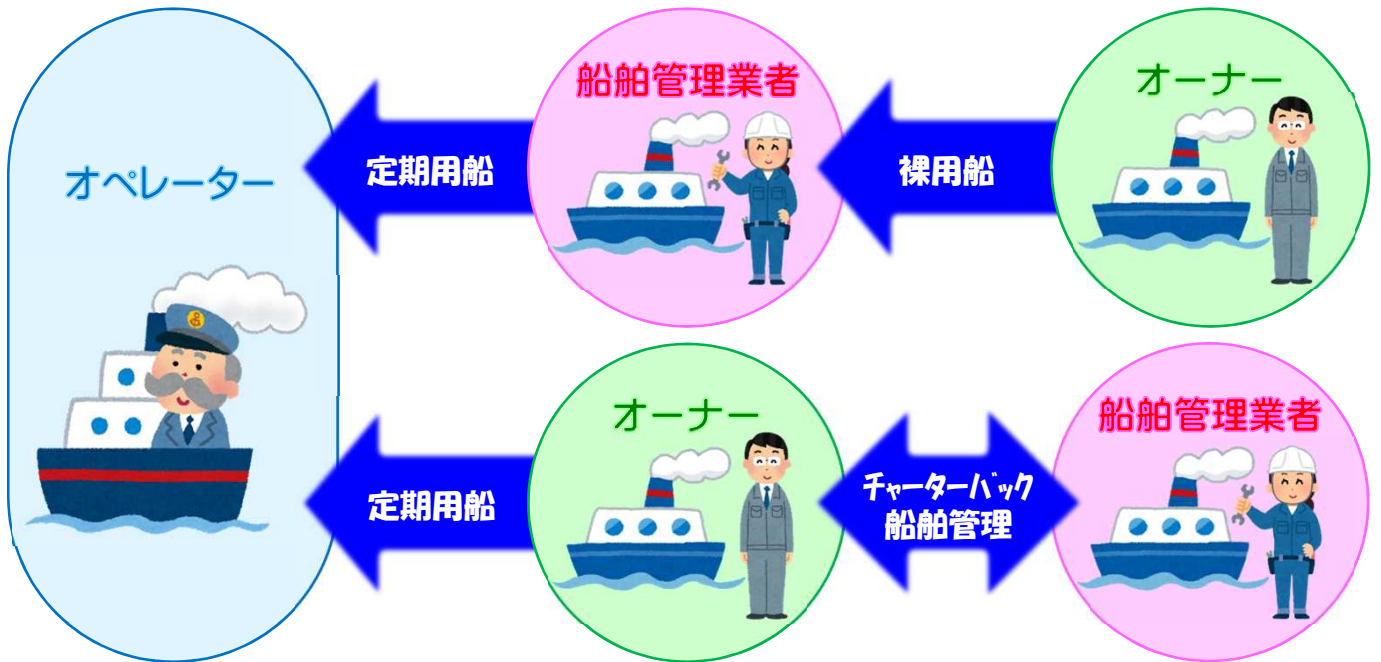 オペレーター
定期用船
船舶管理業者
裸用船
オーナー
定期用船
オーナー
チャーターバック
船舶管理
船舶管理業者